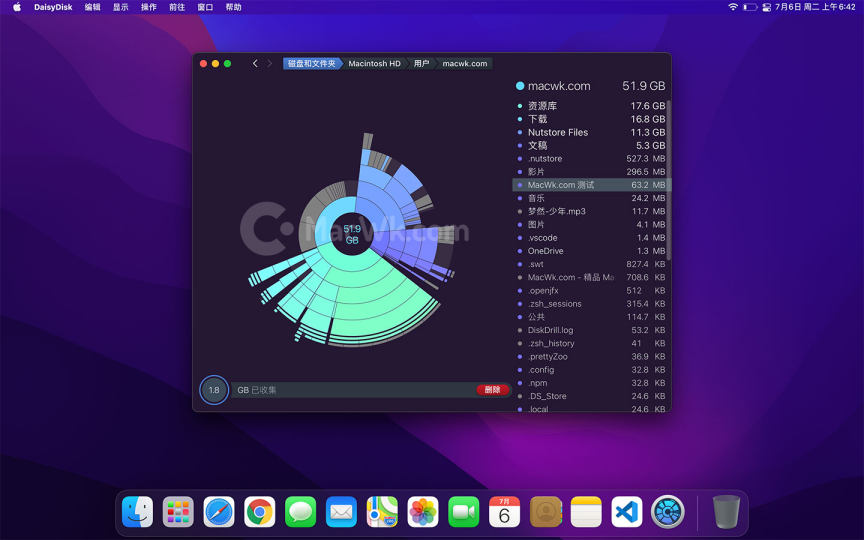 DaisyDisk 编辑 显示 操作 前往 窗口 帮助 7月6日 周二 上午6:42
磁盘和文件夹 Macintosh HD 用户 macwk.com
macwk.com 51.9 GB
资源库 17.6 GB
下载 16.8 GB
Nutstore Files 11.3 GB
文稿 5.3 GB
.nutstore 527.3 MB
影片 296.5 MB
MacWk.com 测试 63.2 MB
音乐 24.2 MB
梦然-少年.mp3 11.7 MB
图片 4.1 MB
.vscode 1.4 MB
OneDrive 1.3 MB
.swt 827.4 KB
MacWk.com - 精品 Ma 708.6 KB
.openjfx 512 KB
.zsh_sessions 315.4 KB
公共 114.7 KB
DiskDrill.log 53.2 KB
.zsh_history 41 KB
.prettyZoo 36.9 KB
.config 32.8 KB
.npm 32.8 KB
.DS_Store 24.6 KB
.local 24.6 KB
51.9
GB
MacWk.com
1.8 GB 已收集 删除
7月
6